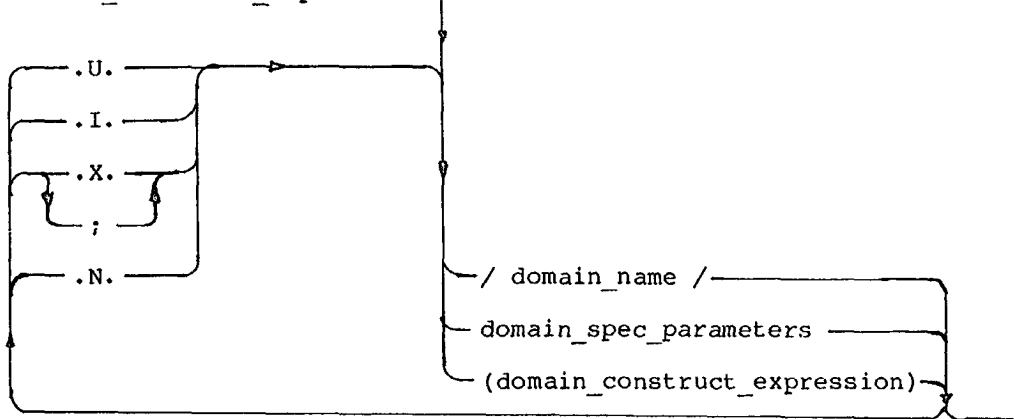 .U.
.I.
.X.
;
.N.
/ domain_name /
domain_spec_parameters
(domain_construct_expression)